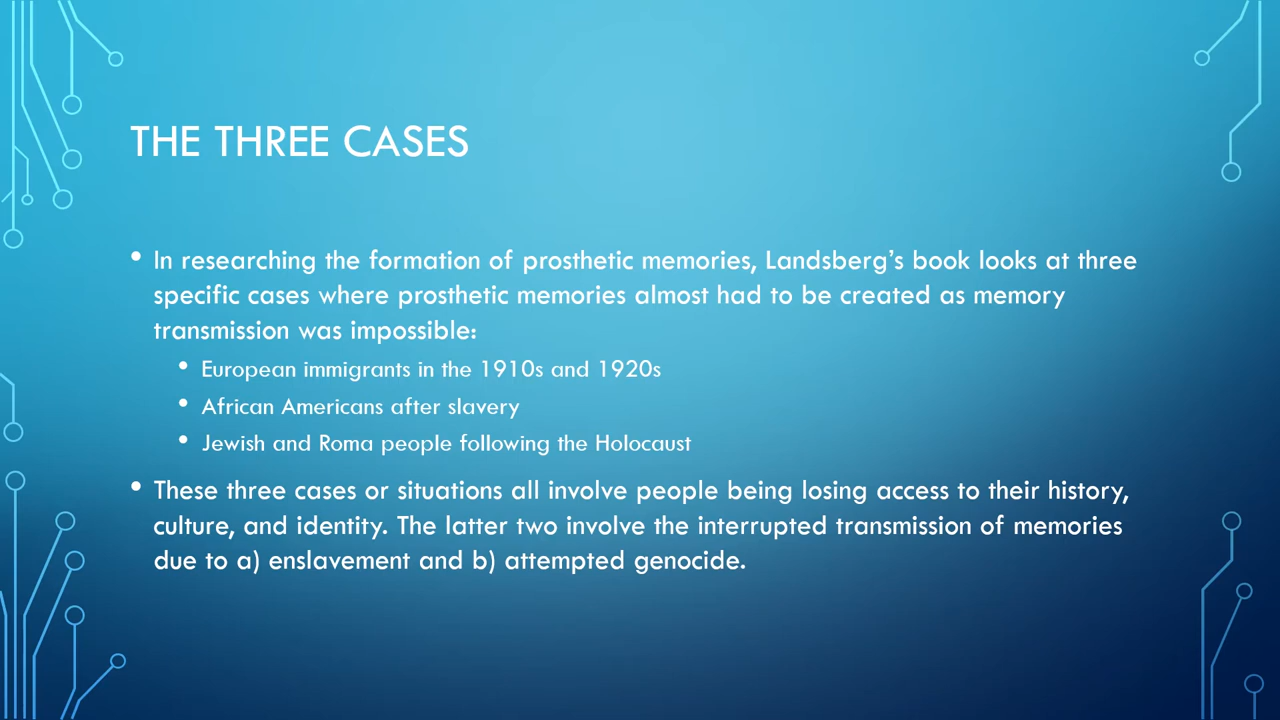 THE THREE CASES
• In researching the formation of prosthetic memories, Landsberg’s book looks at three
specific cases where prosthetic memories almost had to be created as memory
transmission was impossible:
• European immigrants in the 1910s and 1920s
• African Americans after slavery
• Jewish and Roma people following the Holocaust
• These three cases or situations all involve people being losing access to their history,
culture, and identity. The latter two involve the interrupted transmission of memories
due to a) enslavement and b) attempted genocide.